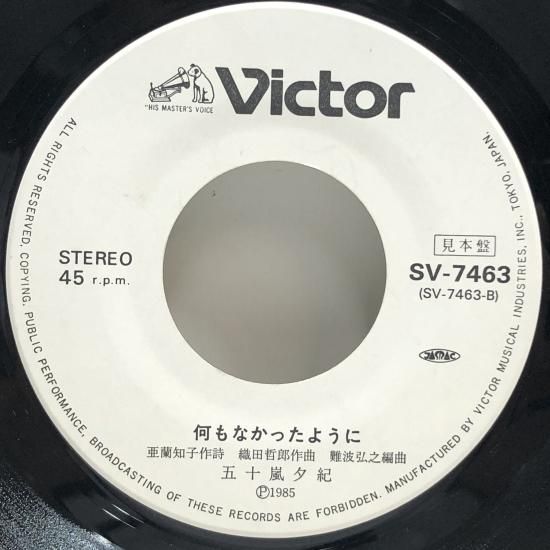 Victor
"HIS MASTER'S VOICE
STEREO
45 r.p.m.
見本盤
SV-7463
(SV-7463-B)
JASRAC
何もなかったように
亜蘭知子作詩 織田哲郎作曲 難波弘之編曲
五十嵐夕紀
Ⓟ1985
ALL RIGHTS RESERVED, COPYING, PUBLIC PERFORMANCE, BROADCASTING OF THESE RECORDS ARE FORBIDDEN. MANUFACTURED BY VICTOR MUSICAL INDUSTRIES, INC., TOKYO, JAPAN.